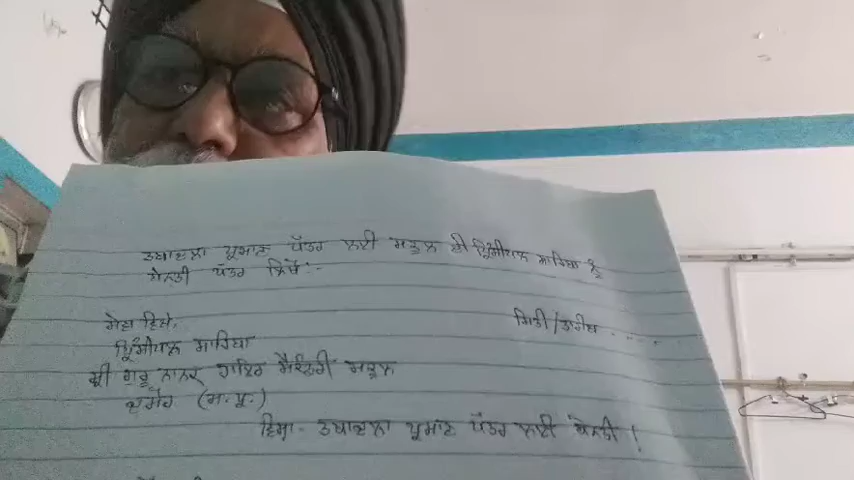 ਤਬਾਦਲਾ ਪ੍ਰਮਾਣ ਪੱਤਰ ਲਈ ਸਕੂਲ ਦੀ ਪ੍ਰਿੰਸੀਪਲ ਸਾਹਿਬਾ ਨੂੰ
ਬੇਨਤੀ ਪੱਤਰ ਲਿਖੋ:-
ਸੇਵਾ ਵਿਖੇ,
ਮਿਤੀ/ਤਾਰੀਖ .....
ਪ੍ਰਿੰਸੀਪਲ ਸਾਹਿਬਾ
ਸ੍ਰੀ ਗੁਰੂ ਨਾਨਕ ਹਾਇਰ ਸੈਕੰਡਰੀ ਸਕੂਲ
(ਮ. ਪ੍ਰ.)
ਵਿਸ਼ਾ- ਤਬਾਦਲਾ ਪ੍ਰਮਾਣ ਪੱਤਰ ਲਈ ਬੇਨਤੀ !